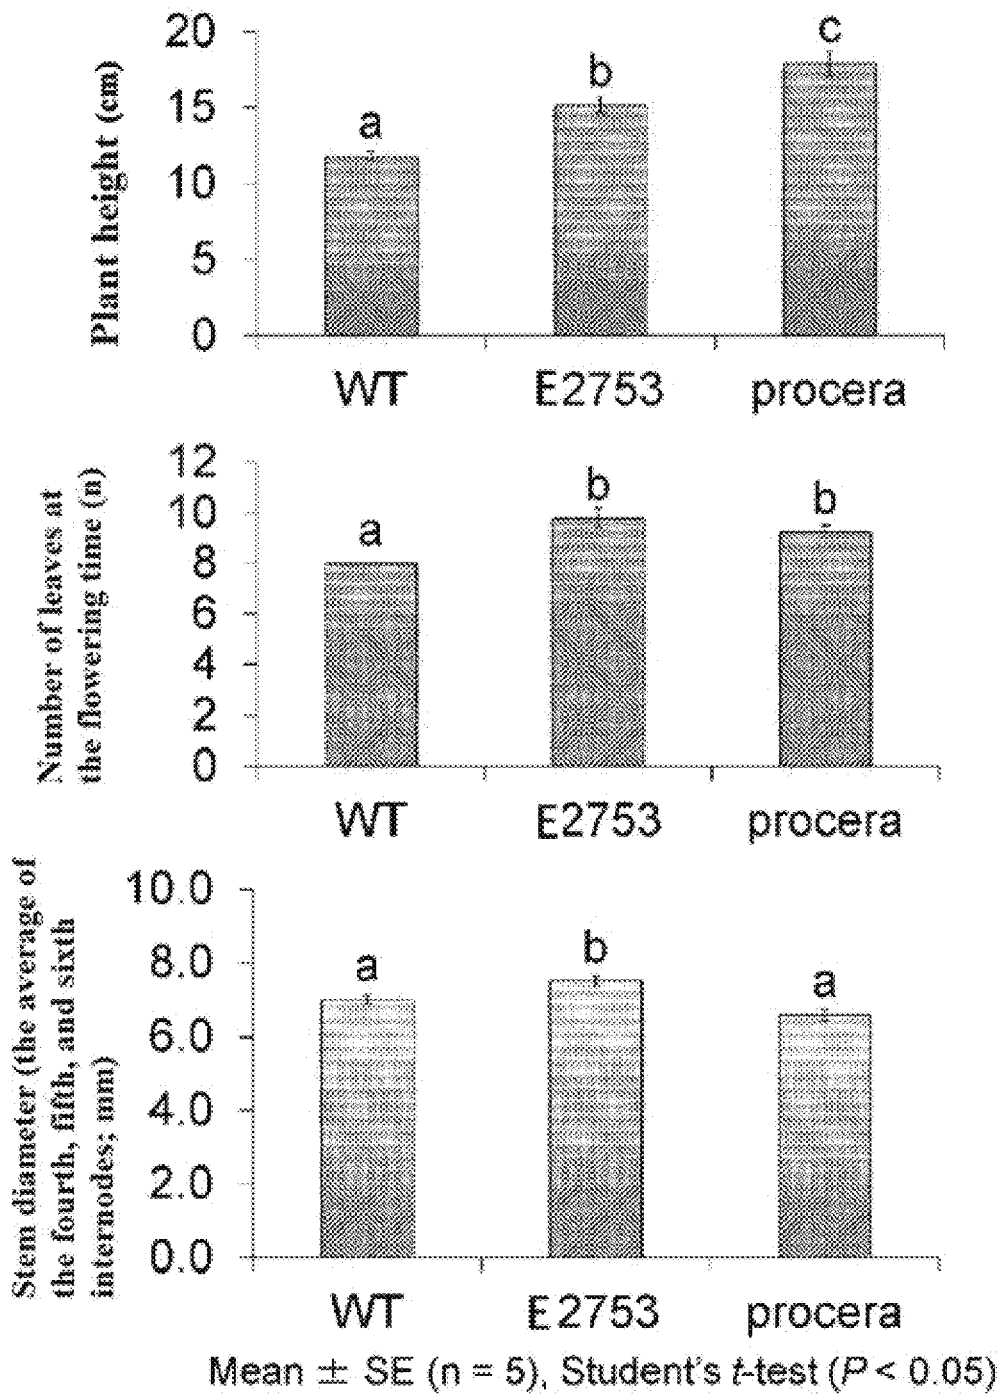 Plant height (cm)
20
15
10
5
0
a
b
c
WT
E2753
procera
Number of leaves at
the flowering time (n)
12
10
8
6
4
2
0
a
b
b
WT
E2753
procera
Stem diameter (the average of
the fourth, fifth, and sixth
internodes; mm)
10.0
8.0
6.0
4.0
2.0
0.0
a
b
a
WT
E2753
procera
Mean ± SE (n = 5), Student's t-test (P < 0.05)